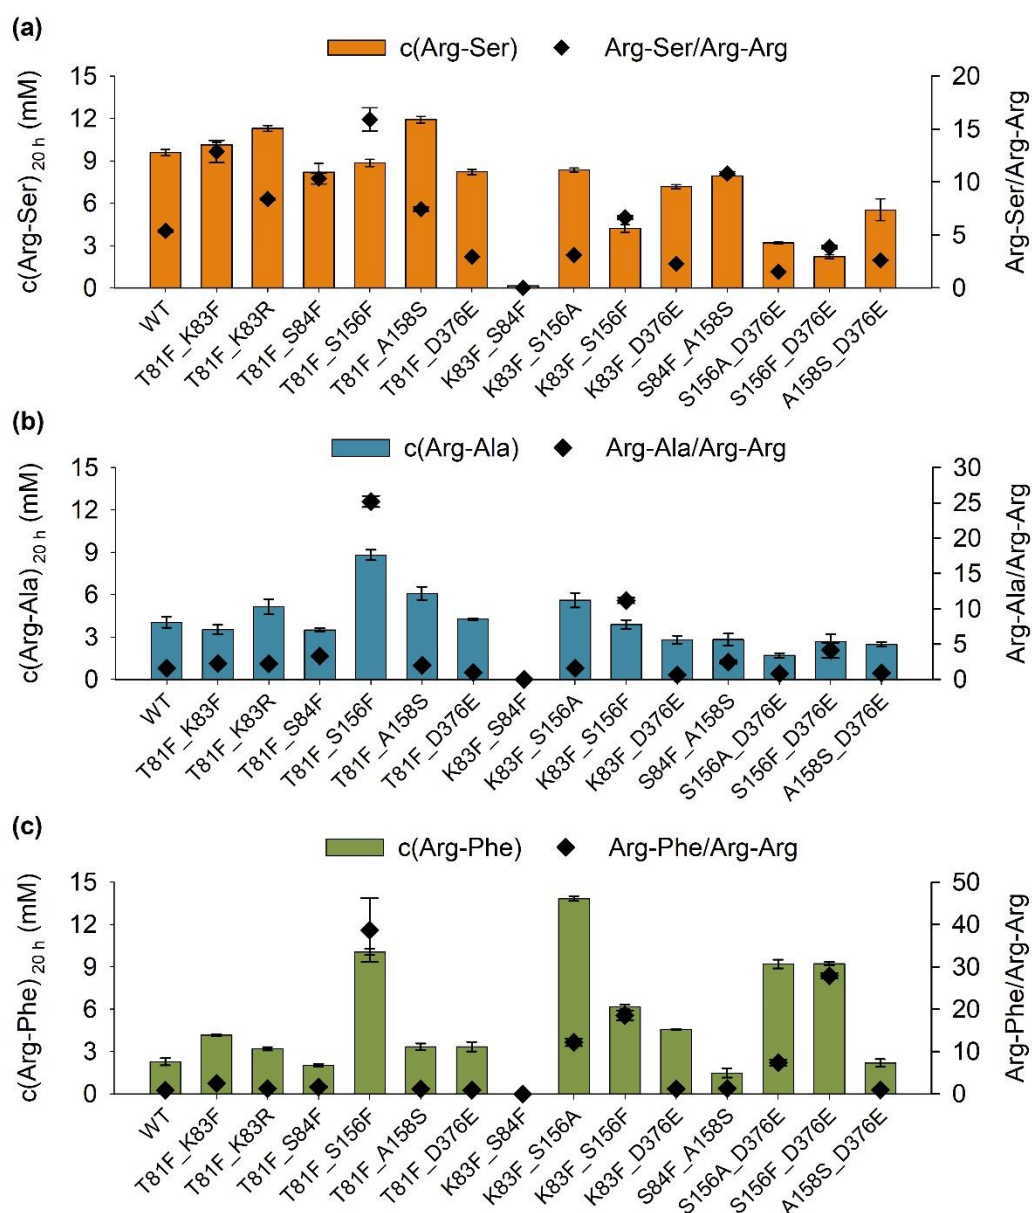 (a)
c(Arg-Ser) Arg-Ser/Arg-Arg
c(Arg-Ser) 20 h (mM)
15
12
9
6
3
0
20
15
10
5
0
Arg-Ser/Arg-Arg
WT
T81F_K83F
T81F_K83R
T81F_S84F
T81F_S156F
T81F_A158S
T81F_D376E
K83F_S84F
K83F_S156A
K83F_S156F
K83F_D376E
S84F_A158S
S156A_D376E
S156F_D376E
A158S_D376E
(b)
c(Arg-Ala) Arg-Ala/Arg-Arg
c(Arg-Ala) 20 h (mM)
15
12
9
6
3
0
30
25
20
15
10
5
0
Arg-Ala/Arg-Arg
WT
T81F_K83F
T81F_K83R
T81F_S84F
T81F_S156F
T81F_A158S
T81F_D376E
K83F_S84F
K83F_S156A
K83F_S156F
K83F_D376E
S84F_A158S
S156A_D376E
S156F_D376E
A158S_D376E
(c)
c(Arg-Phe) Arg-Phe/Arg-Arg
c(Arg-Phe) 20 h (mM)
15
12
9
6
3
0
50
40
30
20
10
0
Arg-Phe/Arg-Arg
WT
T81F_K83F
T81F_K83R
T81F_S84F
T81F_S156F
T81F_A158S
T81F_D376E
K83F_S84F
K83F_S156A
K83F_S156F
K83F_D376E
S84F_A158S
S156A_D376E
S156F_D376E
A158S_D376E